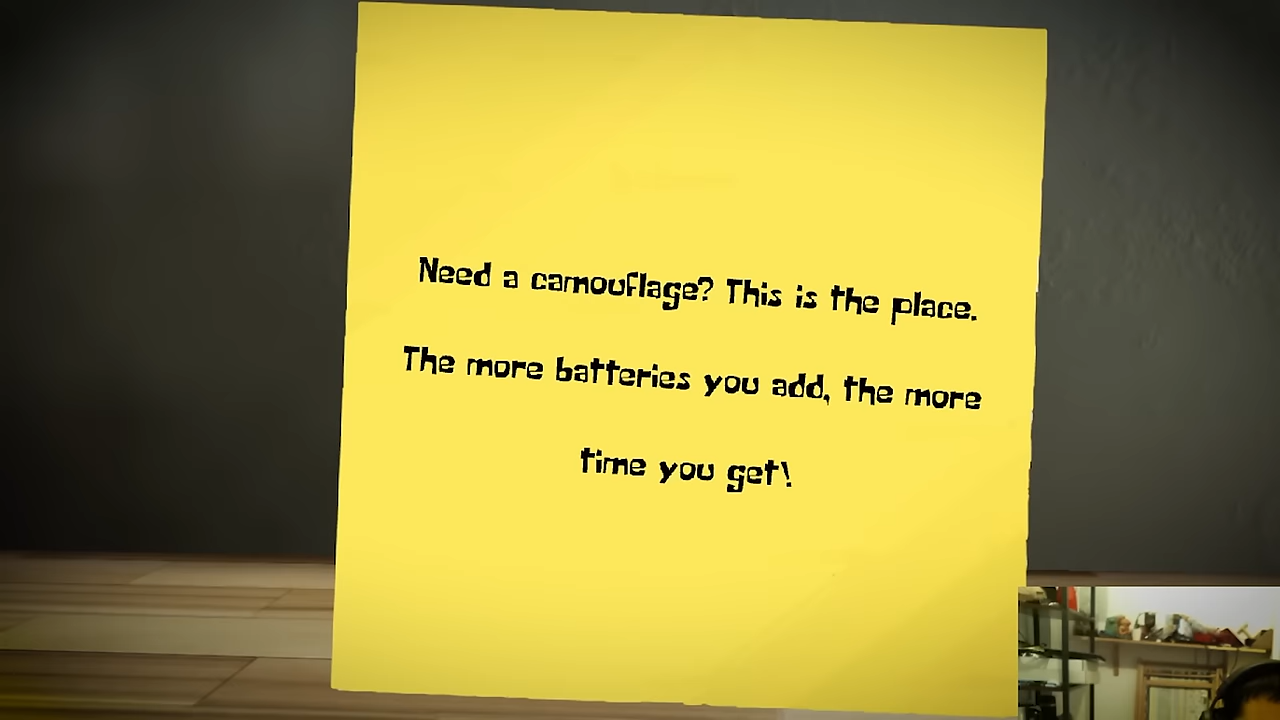 Need a camouflage? This is the place.
The more batteries you add, the more
time you get!